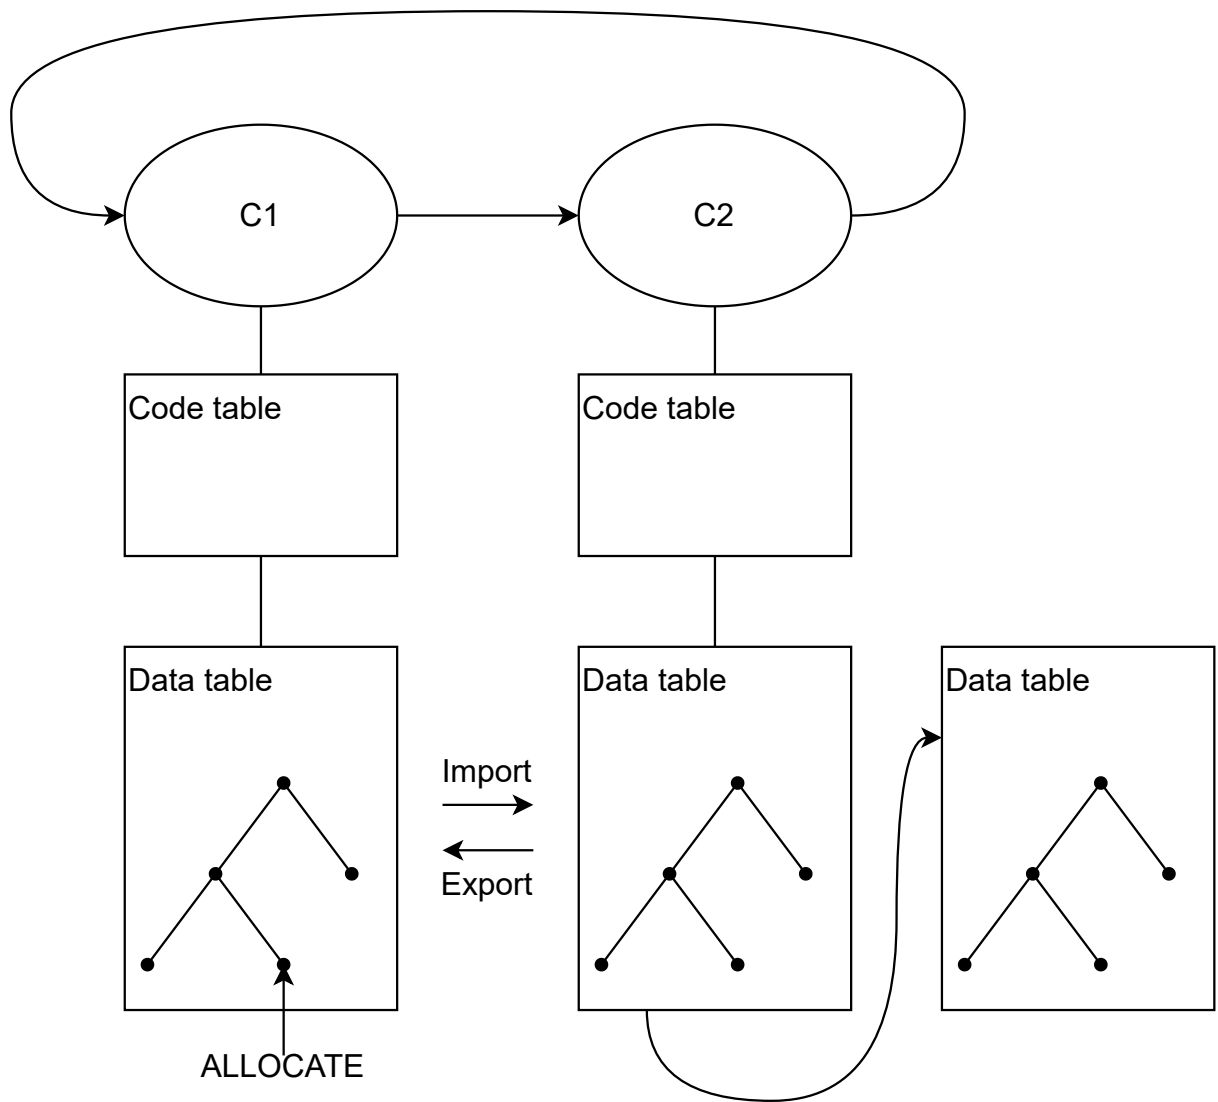 C1
C2
Code table
Code table
Data table
Data table
Data table
Import
Export
ALLOCATE